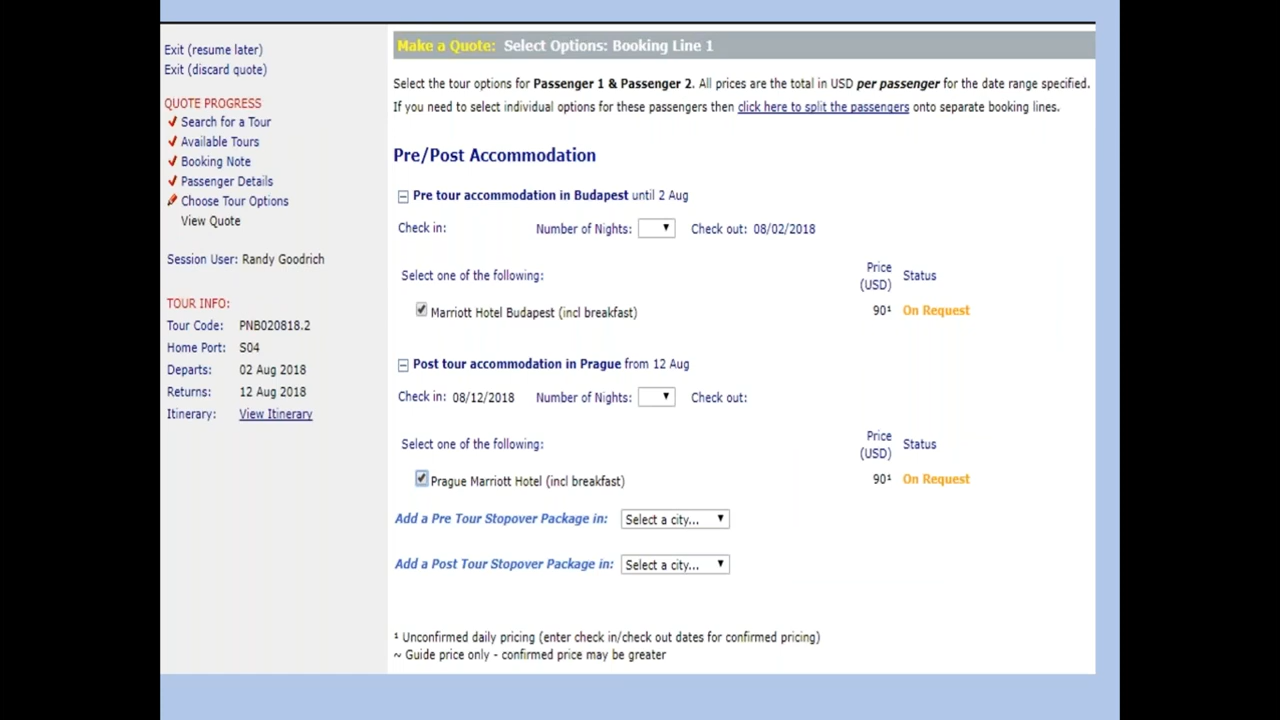 Exit (resume later)
Exit (discard quote)
QUOTE PROGRESS
Search for a Tour
Available Tours
Booking Note
Passenger Details
Choose Tour Options
View Quote
Session User: Randy Goodrich
TOUR INFO:
Tour Code: PNB020818.2
Home Port: S04
Departs: 02 Aug 2018
Returns: 12 Aug 2018
Itinerary: View Itinerary
Make a Quote: Select Options: Booking Line 1
Select the tour options for Passenger 1 & Passenger 2. All prices are the total in USD per passenger for the date range specified.
If you need to select individual options for these passengers then click here to split the passengers onto separate booking lines.
Pre/Post Accommodation
Pre tour accommodation in Budapest until 2 Aug
Check in: Number of Nights: Check out: 08/02/2018
Select one of the following: Price (USD) Status
Marriott Hotel Budapest (incl breakfast) 90¹ On Request
Post tour accommodation in Prague from 12 Aug
Check in: 08/12/2018 Number of Nights: Check out:
Select one of the following: Price (USD) Status
Prague Marriott Hotel (incl breakfast) 90¹ On Request
Add a Pre Tour Stopover Package in: Select a city...
Add a Post Tour Stopover Package in: Select a city...
¹ Unconfirmed daily pricing (enter check in/check out dates for confirmed pricing)
~ Guide price only - confirmed price may be greater